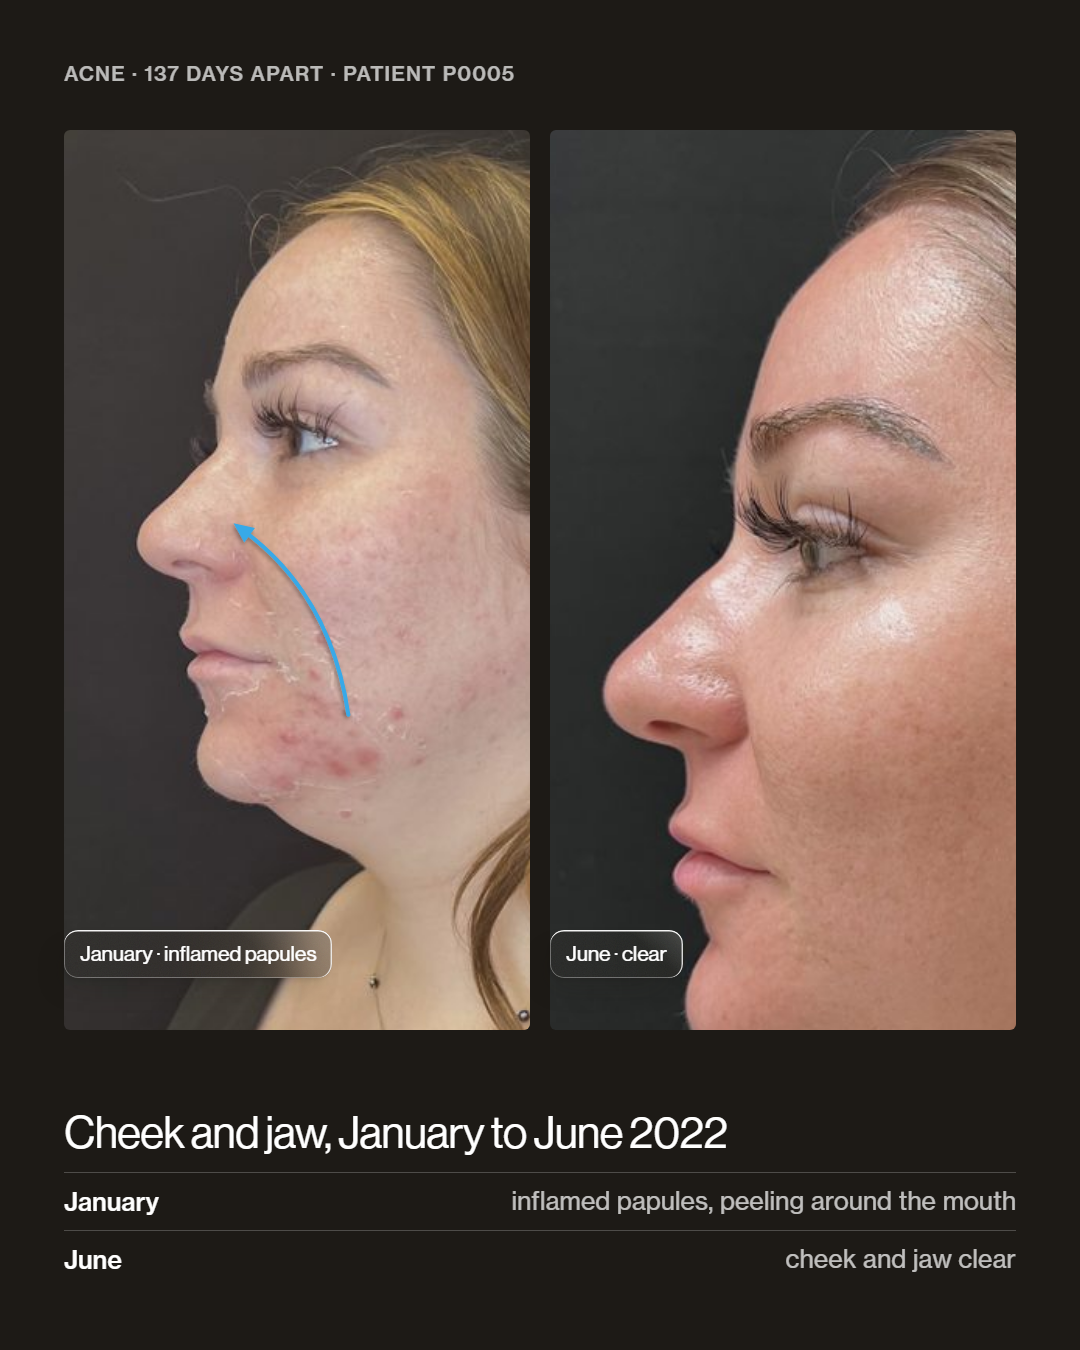 ACNE · 137 DAYS APART · PATIENT P0005
January · inflamed papules
June · clear
Cheek and jaw, January to June 2022
January inflamed papules, peeling around the mouth
June cheek and jaw clear